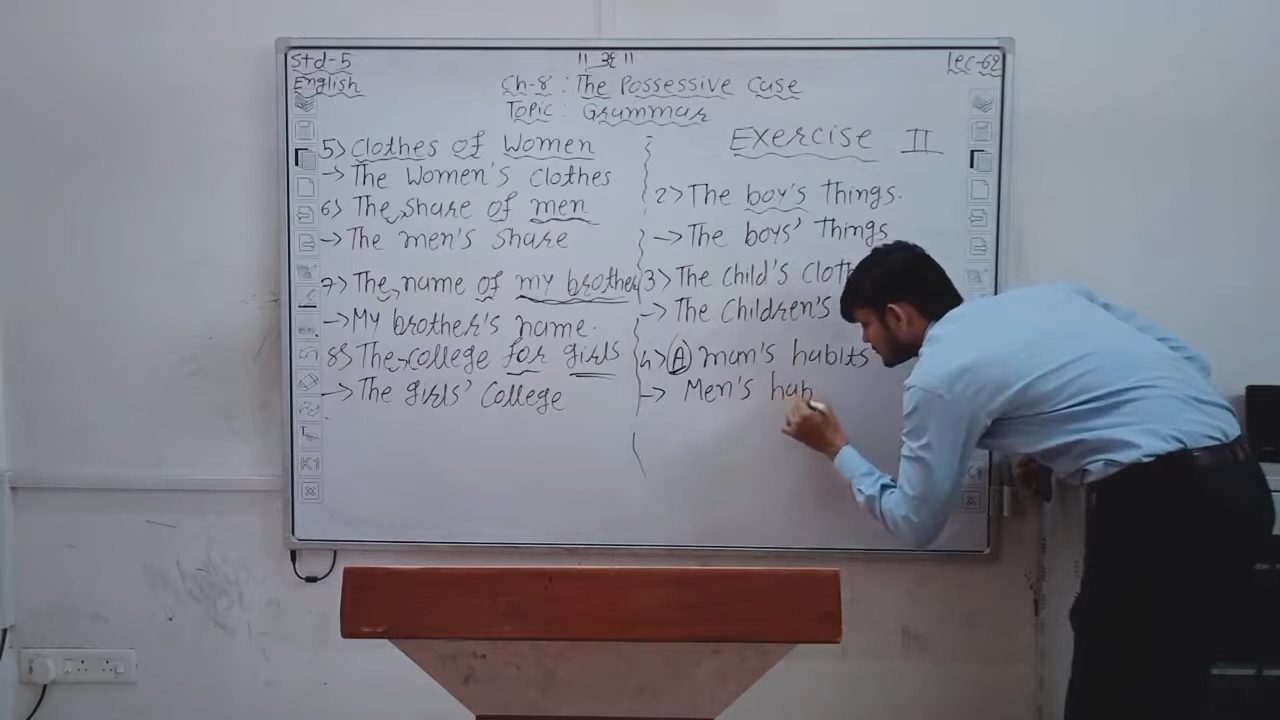 Std-5
English
॥ ૐ ॥
Lec-62
Ch-8 : The Possessive Case
Topic : Grammar
5> Clothes of Women
→ The Women's clothes
6> The share of men
→ The men's share
7> The name of my brother
→ My brother's name.
8> The college for girls
→ The girls' College
Exercise II
2> The boy's things.
→ The boys' things
3> The child's
→ The Children's
4> A man's habits
→ Men's hab